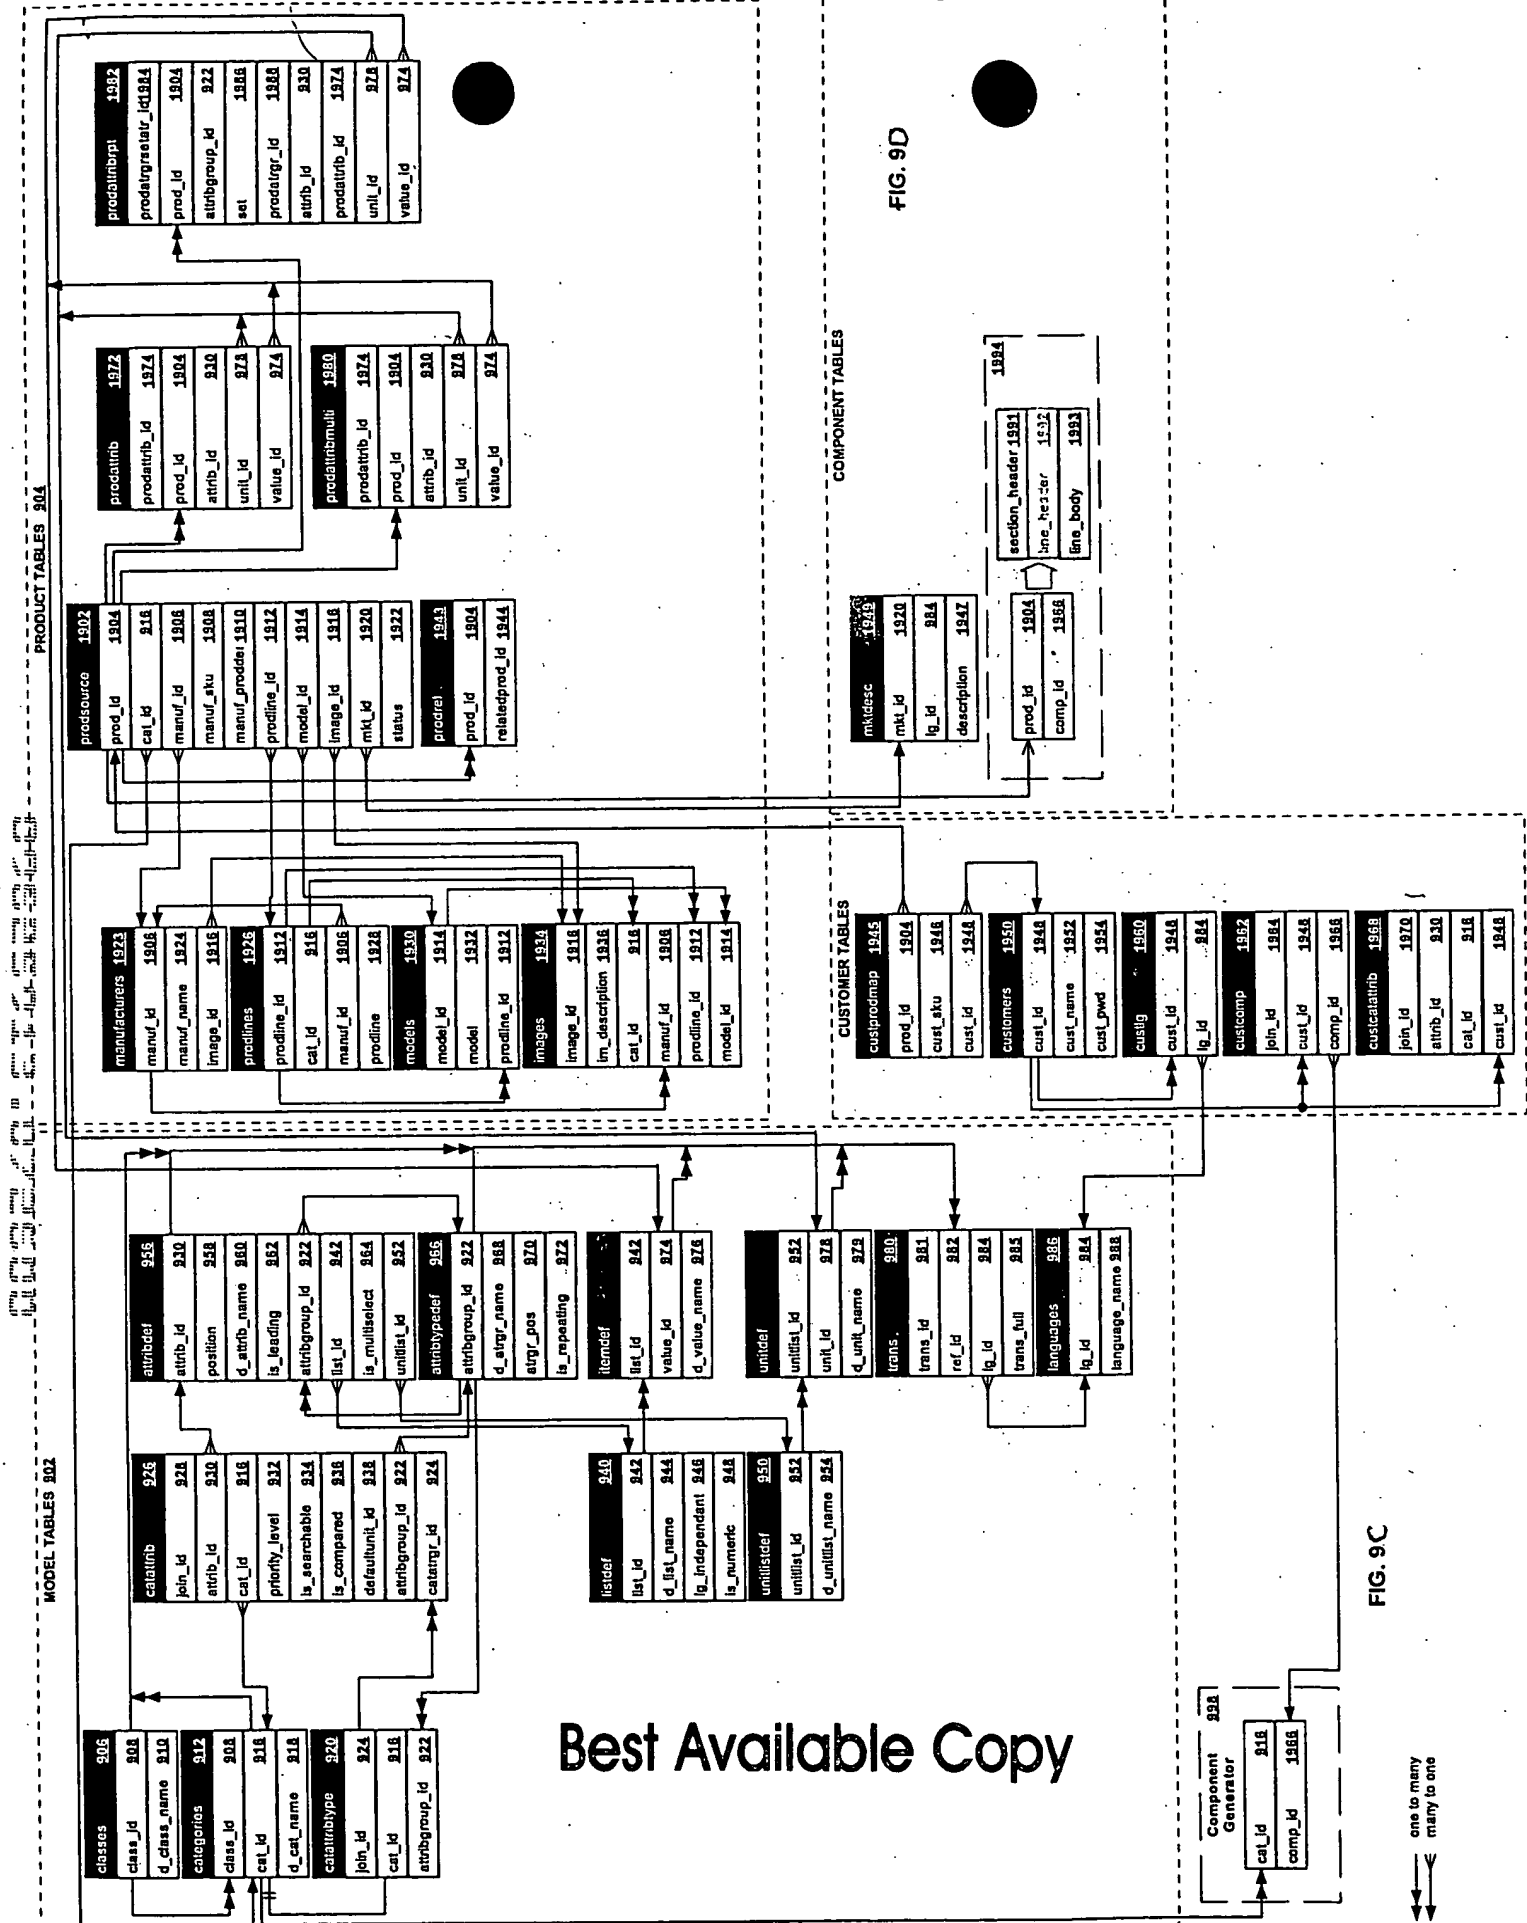 MODEL TABLES 902
classes 906
class_id 908
d_class_name 910
categories 912
class_id 908
cat_id 916
d_cat_name 918
catattribtype 920
join_id 924
cat_id 916
attribgroup_id 922
catattrib 926
join_id 928
attrib_id 930
cat_id 916
priority_level 932
is_searchable 934
is_compared 936
defaultunit_id 938
attribgroup_id 922
catatrgr_id 924
listdef 940
list_id 942
d_list_name 944
lg_independant 946
is_numeric 948
unitlistdef 950
unitlist_id 952
d_unitlist_name 954
attribdef 956
attrib_id 930
position 958
d_attrib_name 960
is_leading 962
attribgroup_id 922
list_id 942
is_multiselect 964
unitlist_id 952
attribtypedef 966
attribgroup_id 922
d_atrgr_name 968
atrgr_pos 970
is_repeating 972
itemdef
list_id 942
value_id 974
d_value_name 976
unitdef
unitlist_id 952
unit_id 978
d_unit_name 979
trans. 980
trans_id 981
ref_id 982
lg_id 984
trans_full 985
languages 986
lg_id 984
language_name 988
Best Available Copy
Component Generator 998
cat_id 916
comp_id 1966
one to many
many to one
FIG. 9C
PRODUCT TABLES 904
manufacturers 1923
manuf_id 1906
manuf_name 1924
image_id 1916
prodlines 1926
prodline_id 1912
cat_id 916
manuf_id 1906
prodline 1928
models 1930
model_id 1914
model 1932
prodline_id 1912
images 1934
image_id 1916
im_description 1936
cat_id 916
manuf_id 1906
prodline_id 1912
model_id 1914
prodsource 1902
prod_id 1904
cat_id 916
manuf_id 1906
manuf_sku 1908
manuf_proddes 1910
prodline_id 1912
model_id 1914
image_id 1916
mkt_id 1920
status 1922
prodrel 1943
prod_id 1904
relatedprod_id 1944
prodattrib 1972
prodattrib_id 1974
prod_id 1904
attrib_id 930
unit_id 978
value_id 974
prodattribmulti 1980
prodattrib_id 1974
prod_id 1904
attrib_id 930
unit_id 978
value_id 974
prodattribrpt 1982
prodatrgrsetatr_id 1984
prod_id 1904
attribgroup_id 922
set 1986
prodatrgr_id 1988
attrib_id 930
prodattrib_id 1974
unit_id 978
value_id 974
CUSTOMER TABLES
custprodmap 1945
prod_id 1904
cust_sku 1946
cust_id 1948
customers 1950
cust_id 1948
cust_name 1952
cust_pwd 1954
custlg 1960
cust_id 1948
lg_id 984
custcomp 1962
join_id 1964
cust_id 1948
comp_id 1966
custcatattrib 1968
join_id 1970
attrib_id 930
cat_id 916
cust_id 1948
COMPONENT TABLES
mktdesc 1949
mkt_id 1920
lg_id 984
description 1947
1994
prod_id 1904
comp_id 1966
section_header 1991
line_header 1992
line_body 1993
FIG. 9D